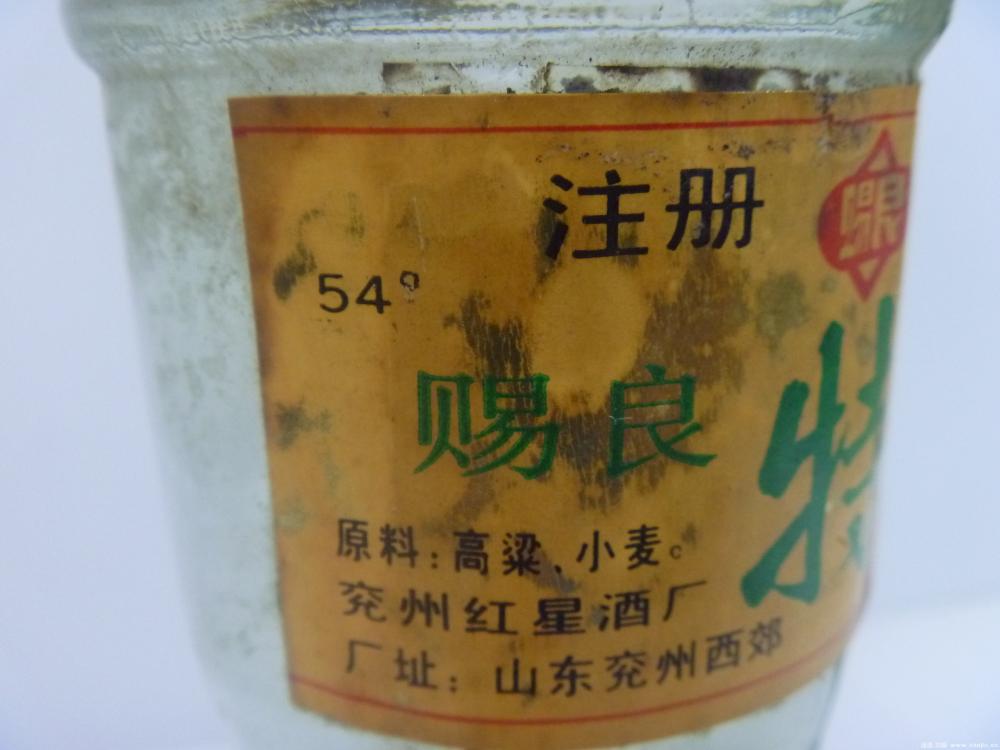 注册
54°
赐良
特
原料:高粱、小麦。
兖州红星酒厂
厂址:山东兖州西郊